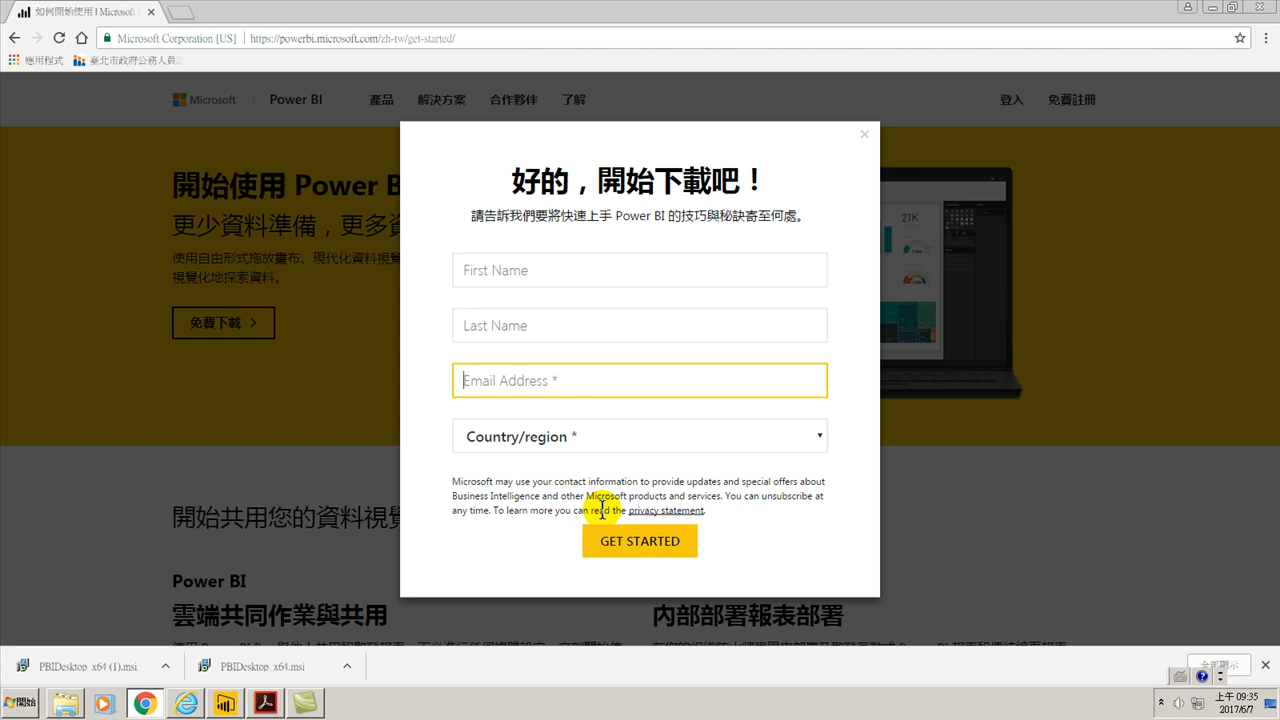 如何開始使用 | Microsoft
Microsoft Corporation [US] | https://powerbi.microsoft.com/zh-tw/get-started/
應用程式 臺北市政府公務人員
Microsoft Power BI 產品 解決方案 合作夥伴 了解 登入 免費註冊
開始使用 Power B
更少資料準備，更多資
使用自由形式拖放畫布、現代化資料視覺
視覺化地探索資料。
免費下載 >
21K
×
好的，開始下載吧！
請告訴我們要將快速上手 Power BI 的技巧與秘訣寄至何處。
First Name
Last Name
Email Address *
Country/region *
Microsoft may use your contact information to provide updates and special offers about
Business Intelligence and other Microsoft products and services. You can unsubscribe at
any time. To learn more you can read the privacy statement.
GET STARTED
開始共用您的資料視覺
Power BI
雲端共同作業與共用
內部部署報表部署
PBIDesktop_x64 (1).msi PBIDesktop_x64.msi 全部顯示
開始
上午 09:35
2017/6/7